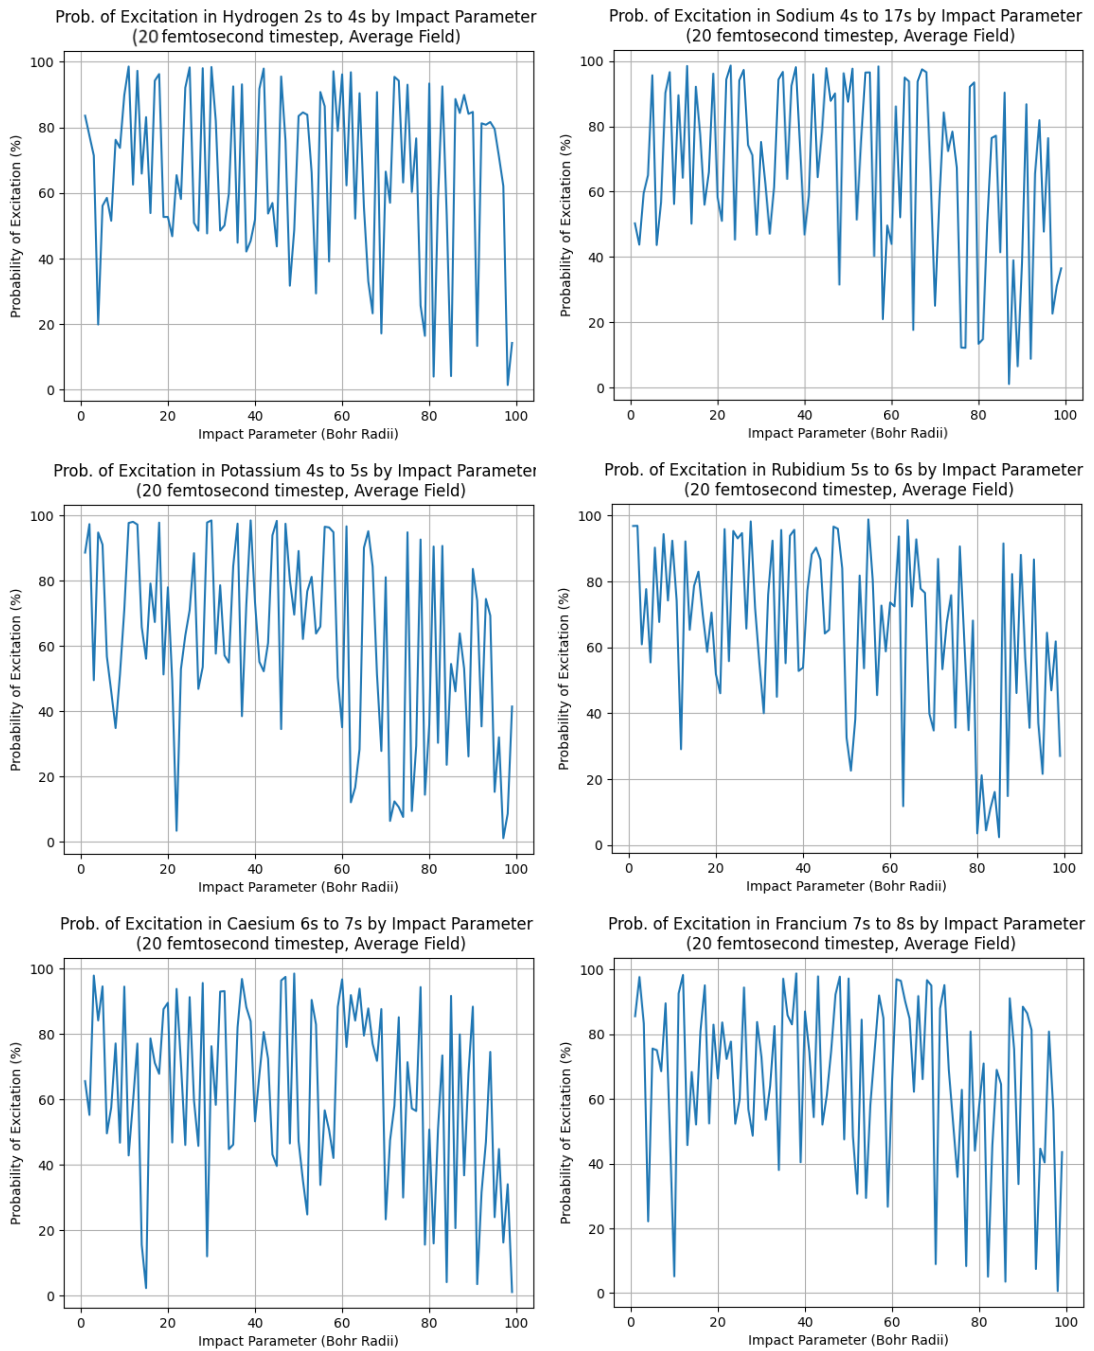 Prob. of Excitation in Hydrogen 2s to 4s by Impact Parameter
(20 femtosecond timestep, Average Field)
Probability of Excitation (%)
100
80
60
40
20
0
0 20 40 60 80 100
Impact Parameter (Bohr Radii)
Prob. of Excitation in Sodium 4s to 17s by Impact Parameter
(20 femtosecond timestep, Average Field)
Probability of Excitation (%)
100
80
60
40
20
0
0 20 40 60 80 100
Impact Parameter (Bohr Radii)
Prob. of Excitation in Potassium 4s to 5s by Impact Parameter
(20 femtosecond timestep, Average Field)
Probability of Excitation (%)
100
80
60
40
20
0
0 20 40 60 80 100
Impact Parameter (Bohr Radii)
Prob. of Excitation in Rubidium 5s to 6s by Impact Parameter
(20 femtosecond timestep, Average Field)
Probability of Excitation (%)
100
80
60
40
20
0
0 20 40 60 80 100
Impact Parameter (Bohr Radii)
Prob. of Excitation in Caesium 6s to 7s by Impact Parameter
(20 femtosecond timestep, Average Field)
Probability of Excitation (%)
100
80
60
40
20
0
0 20 40 60 80 100
Impact Parameter (Bohr Radii)
Prob. of Excitation in Francium 7s to 8s by Impact Parameter
(20 femtosecond timestep, Average Field)
Probability of Excitation (%)
100
80
60
40
20
0
0 20 40 60 80 100
Impact Parameter (Bohr Radii)